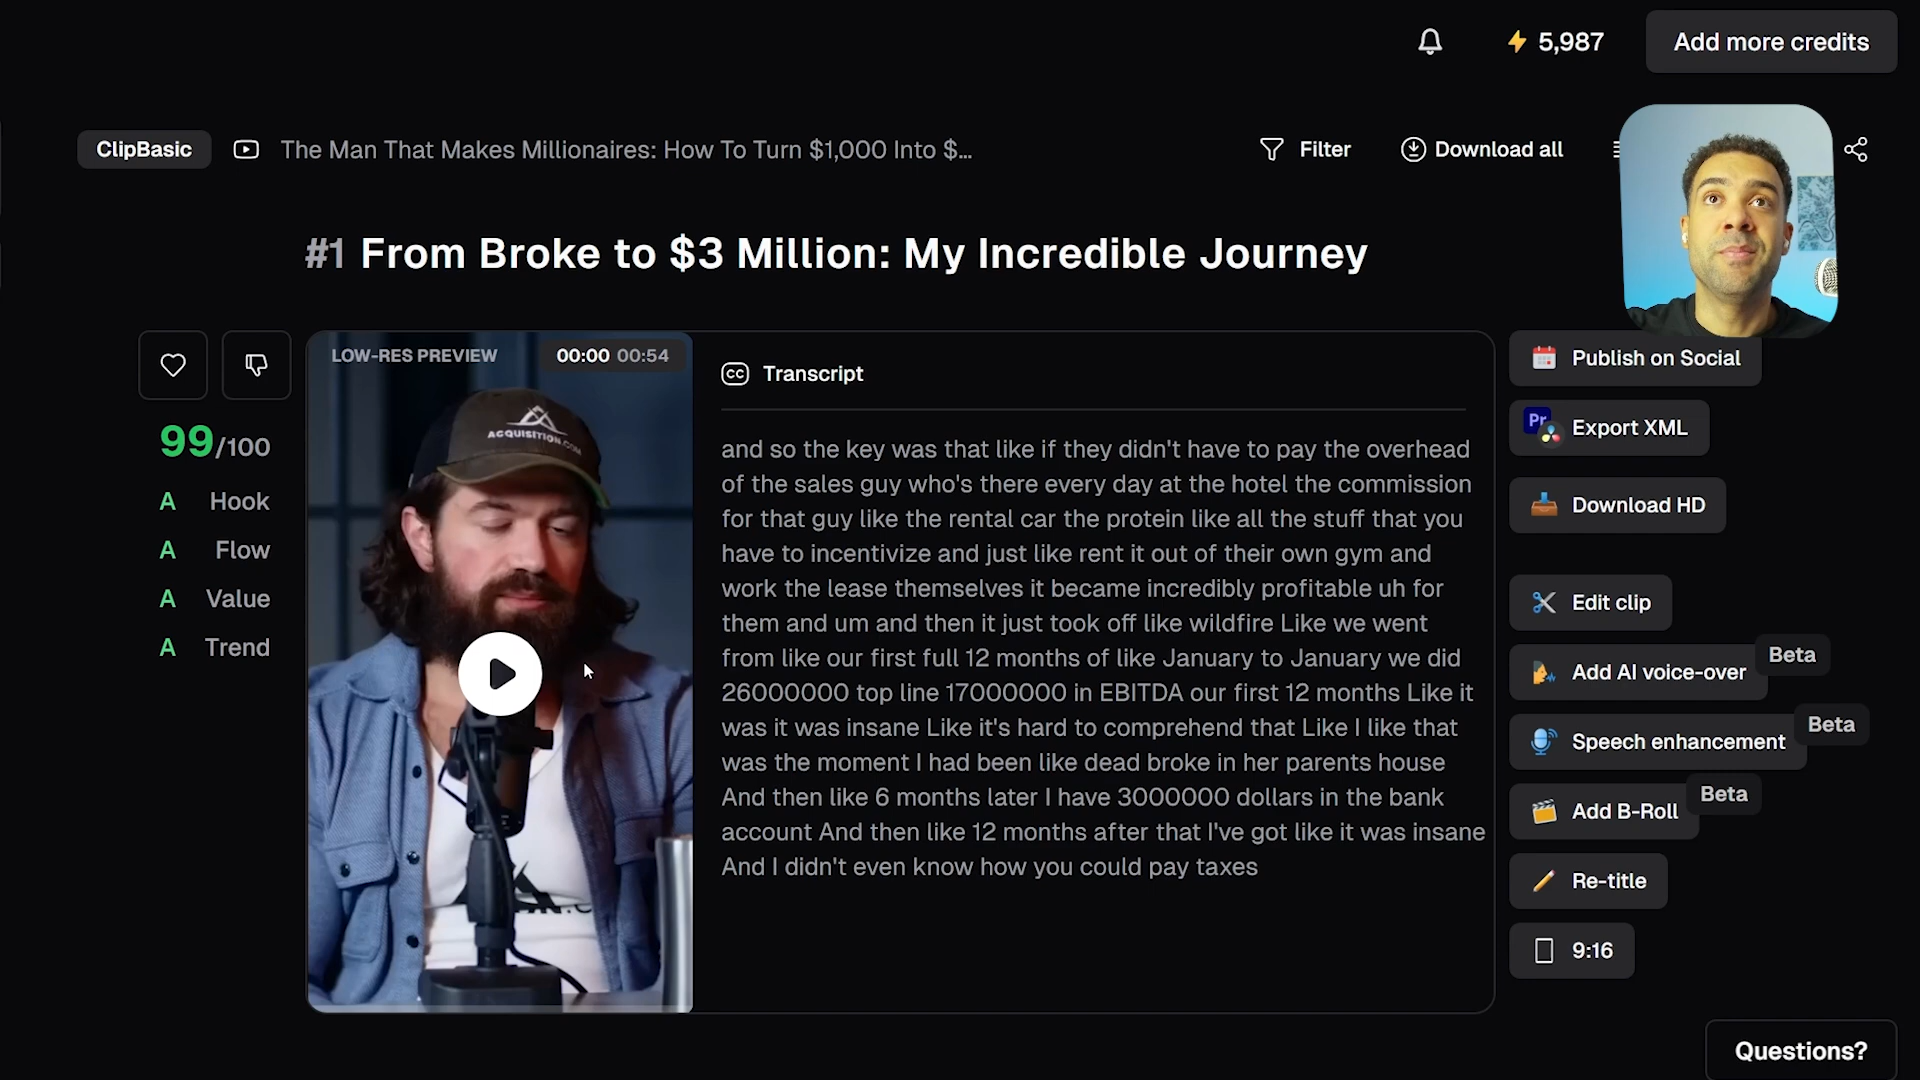 5,987
Add more credits
ClipBasic
The Man That Makes Millionaires: How To Turn $1,000 Into $...
Filter
Download all
#1 From Broke to $3 Million: My Incredible Journey
LOW-RES PREVIEW
00:00 00:54
99/100
A Hook
A Flow
A Value
A Trend
ACQUISITION.COM
CC Transcript
and so the key was that like if they didn't have to pay the overhead
of the sales guy who's there every day at the hotel the commission
for that guy like the rental car the protein like all the stuff that you
have to incentivize and just like rent it out of their own gym and
work the lease themselves it became incredibly profitable uh for
them and um and then it just took off like wildfire Like we went
from like our first full 12 months of like January to January we did
26000000 top line 17000000 in EBITDA our first 12 months Like it
was it was insane Like it's hard to comprehend that Like I like that
was the moment I had been like dead broke in her parents house
And then like 6 months later I have 3000000 dollars in the bank
account And then like 12 months after that I've got like it was insane
And I didn't even know how you could pay taxes
Publish on Social
Pr Export XML
Download HD
Edit clip
Add AI voice-over Beta
Speech enhancement Beta
Add B-Roll Beta
Re-title
9:16
Questions?